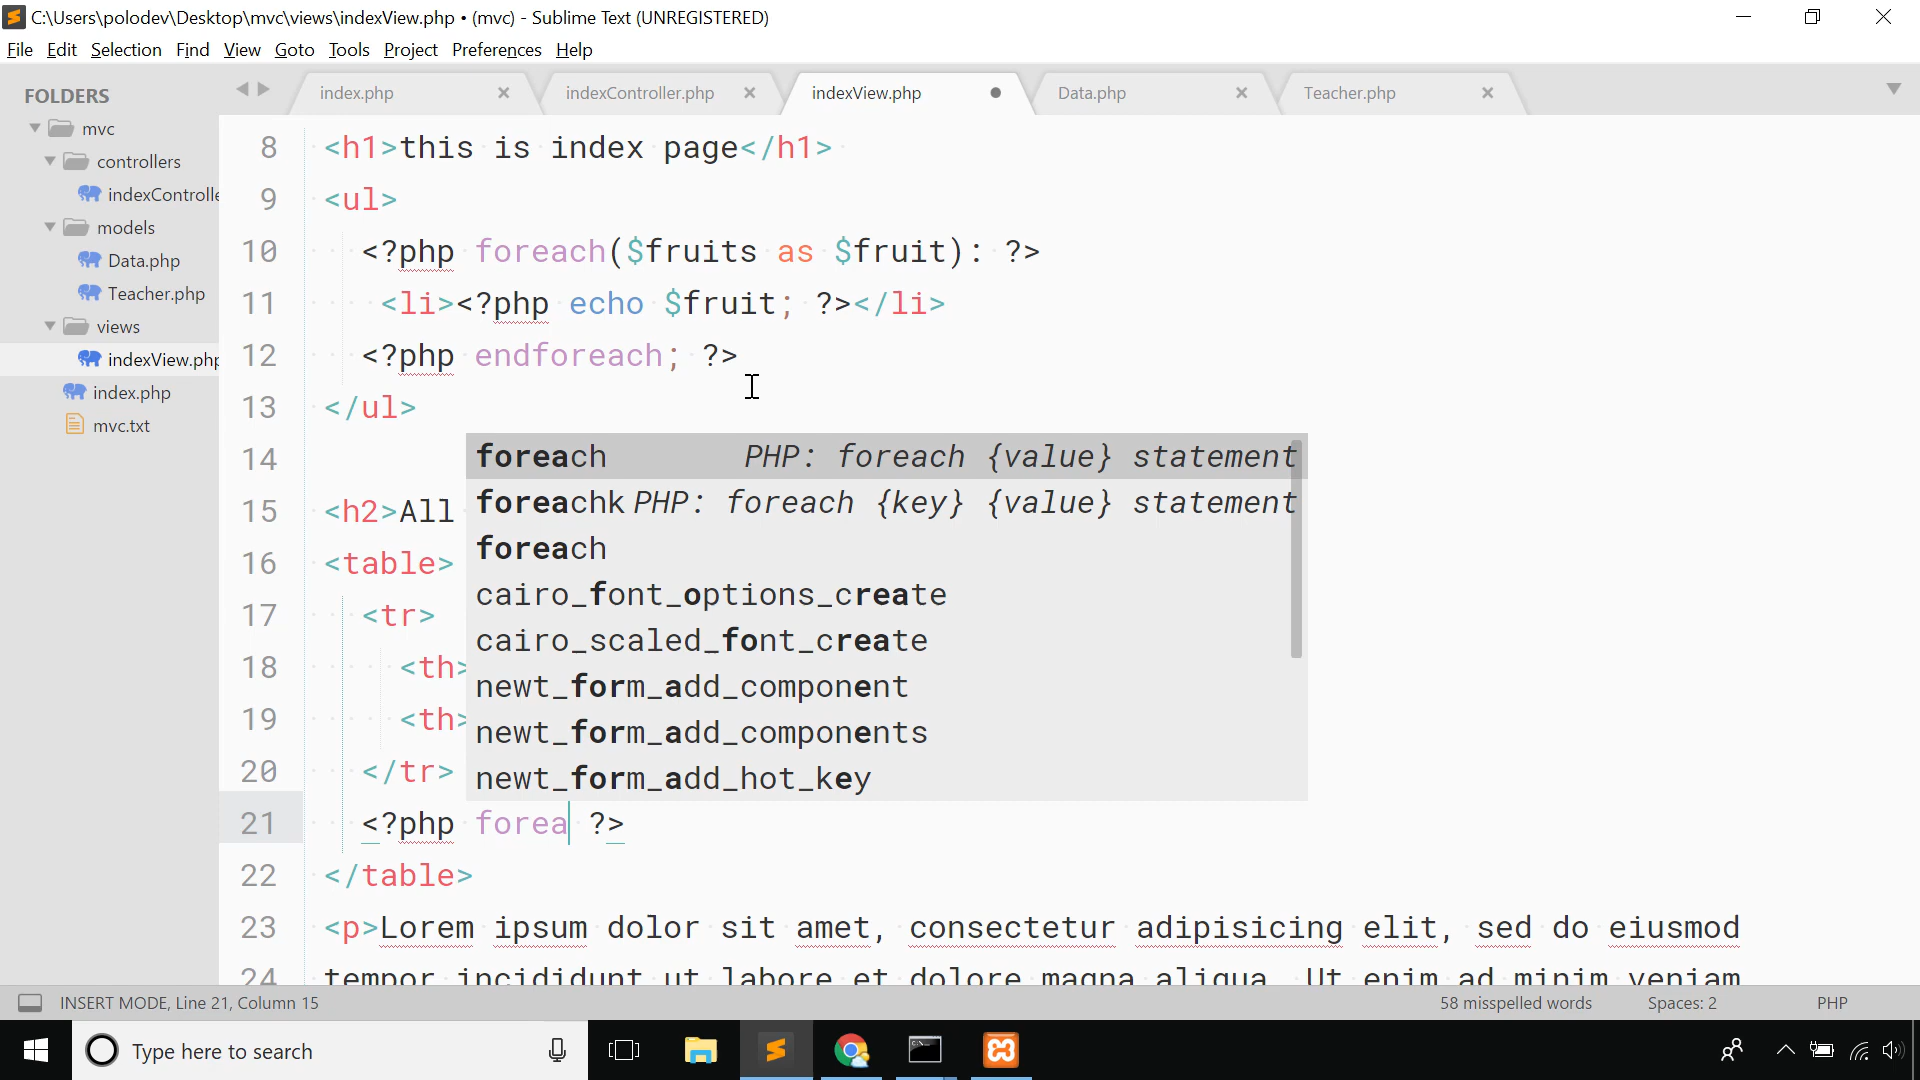 C:\Users\polodev\Desktop\mvc\views\indexView.php • (mvc) - Sublime Text (UNREGISTERED)
File Edit Selection Find View Goto Tools Project Preferences Help
FOLDERS
mvc
controllers
indexControlle
models
Data.php
Teacher.php
views
indexView.php
index.php
mvc.txt
index.php indexController.php indexView.php Data.php Teacher.php
8 <h1>this is index page</h1>
9 <ul>
10 <?php foreach($fruits as $fruit): ?>
11 <li><?php echo $fruit; ?></li>
12 <?php endforeach; ?>
13 </ul>
14
15 <h2>All
16 <table>
17 <tr>
18 <th>
19 <th>
20 </tr>
21 <?php forea ?>
22 </table>
23 <p>Lorem ipsum dolor sit amet, consectetur adipisicing elit, sed do eiusmod
24 tempor incididunt ut labore et dolore magna aliqua. Ut enim ad minim veniam
foreach PHP: foreach {value} statement
foreachk PHP: foreach {key} {value} statement
foreach
cairo_font_options_create
cairo_scaled_font_create
newt_form_add_component
newt_form_add_components
newt_form_add_hot_key
INSERT MODE, Line 21, Column 15 58 misspelled words Spaces: 2 PHP
Type here to search